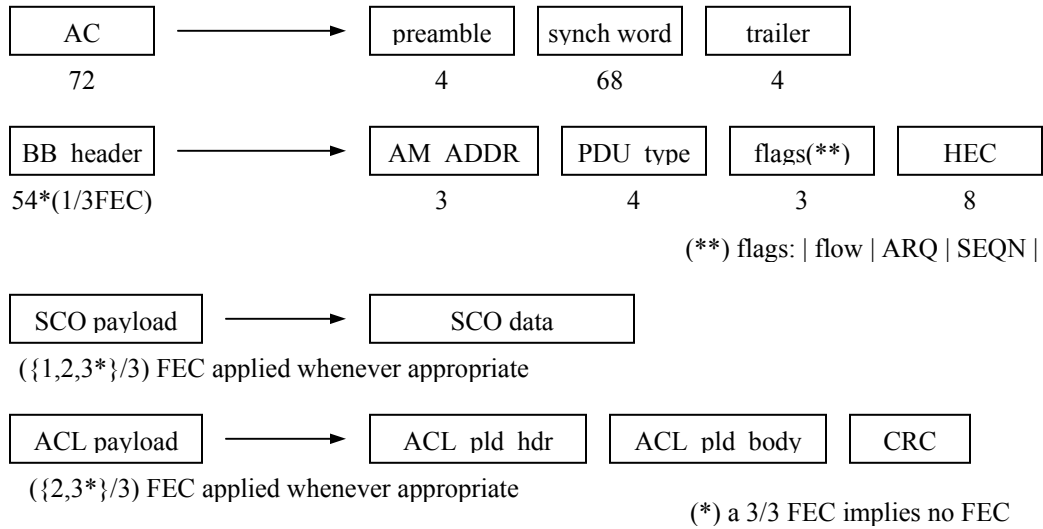 AC preamble synch word trailer
72 4 68 4
BB header AM ADDR PDU type flags(**) HEC
54*(1/3FEC) 3 4 3 8
(**) flags: | flow | ARQ | SEQN |
SCO payload SCO data
({1,2,3*}/3) FEC applied whenever appropriate
ACL payload ACL pld hdr ACL pld body CRC
({2,3*}/3) FEC applied whenever appropriate
(*) a 3/3 FEC implies no FEC